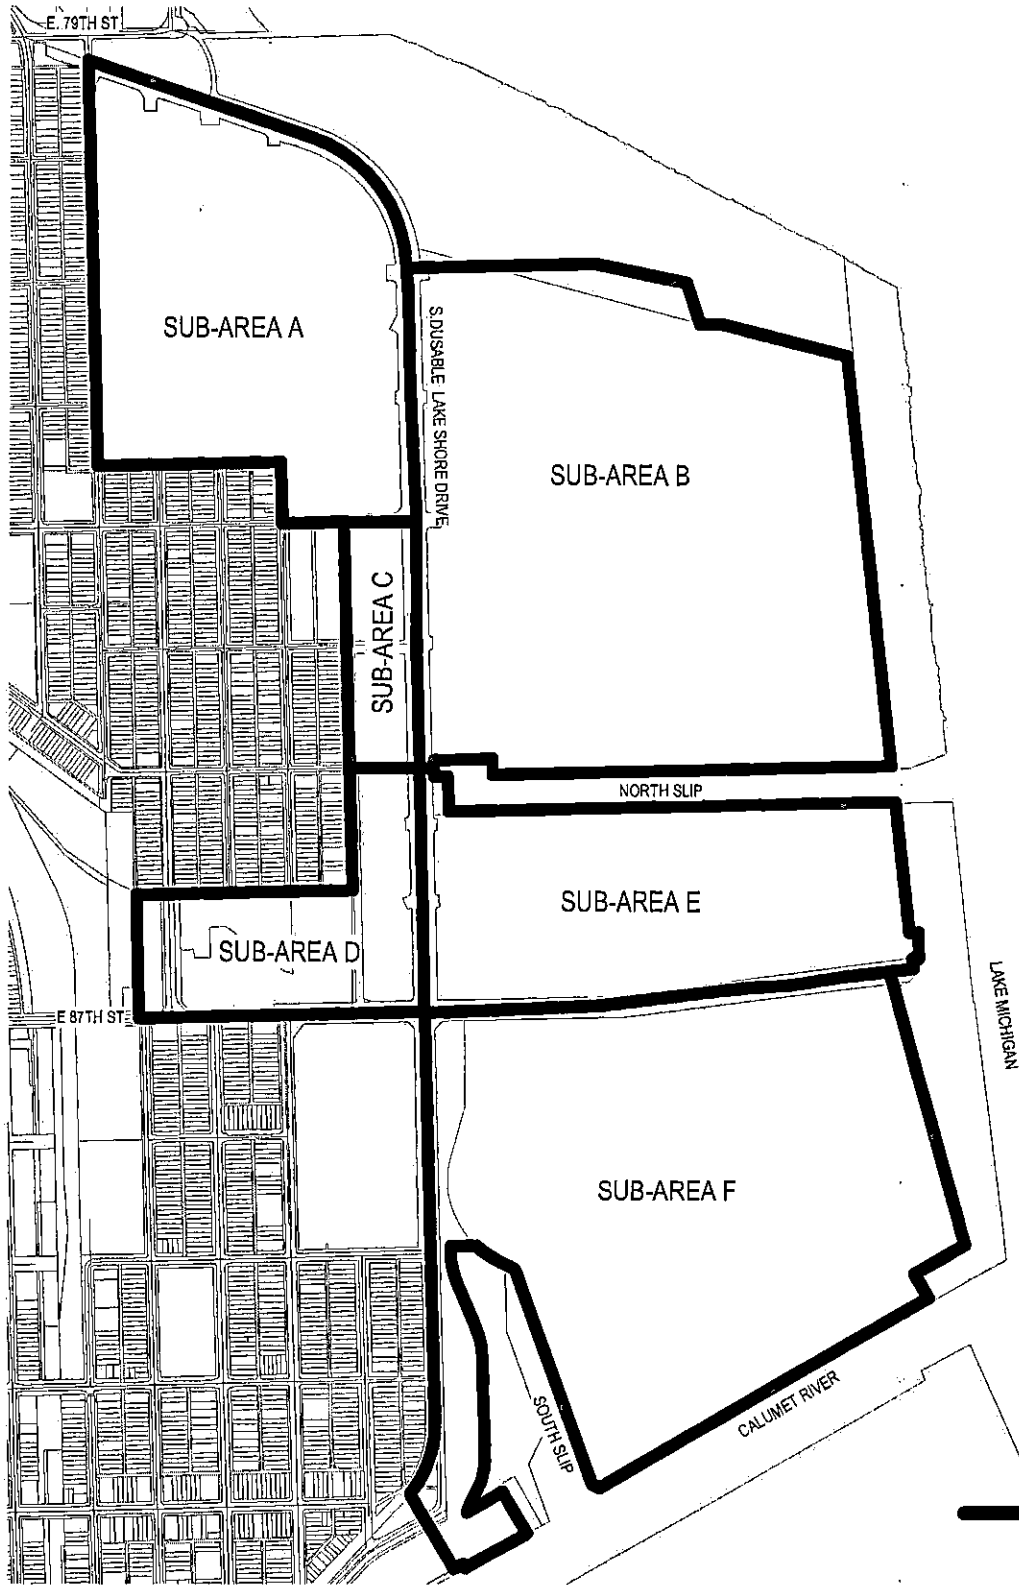 E. 79TH ST
SUB-AREA A
S.DUSABLE LAKE SHORE DRIVE
SUB-AREA B
SUB-AREA C
NORTH SLIP
SUB-AREA E
SUB-AREA D
LAKE MICHIGAN
E 87TH ST
SUB-AREA F
SOUTH SLIP
CALUMET RIVER